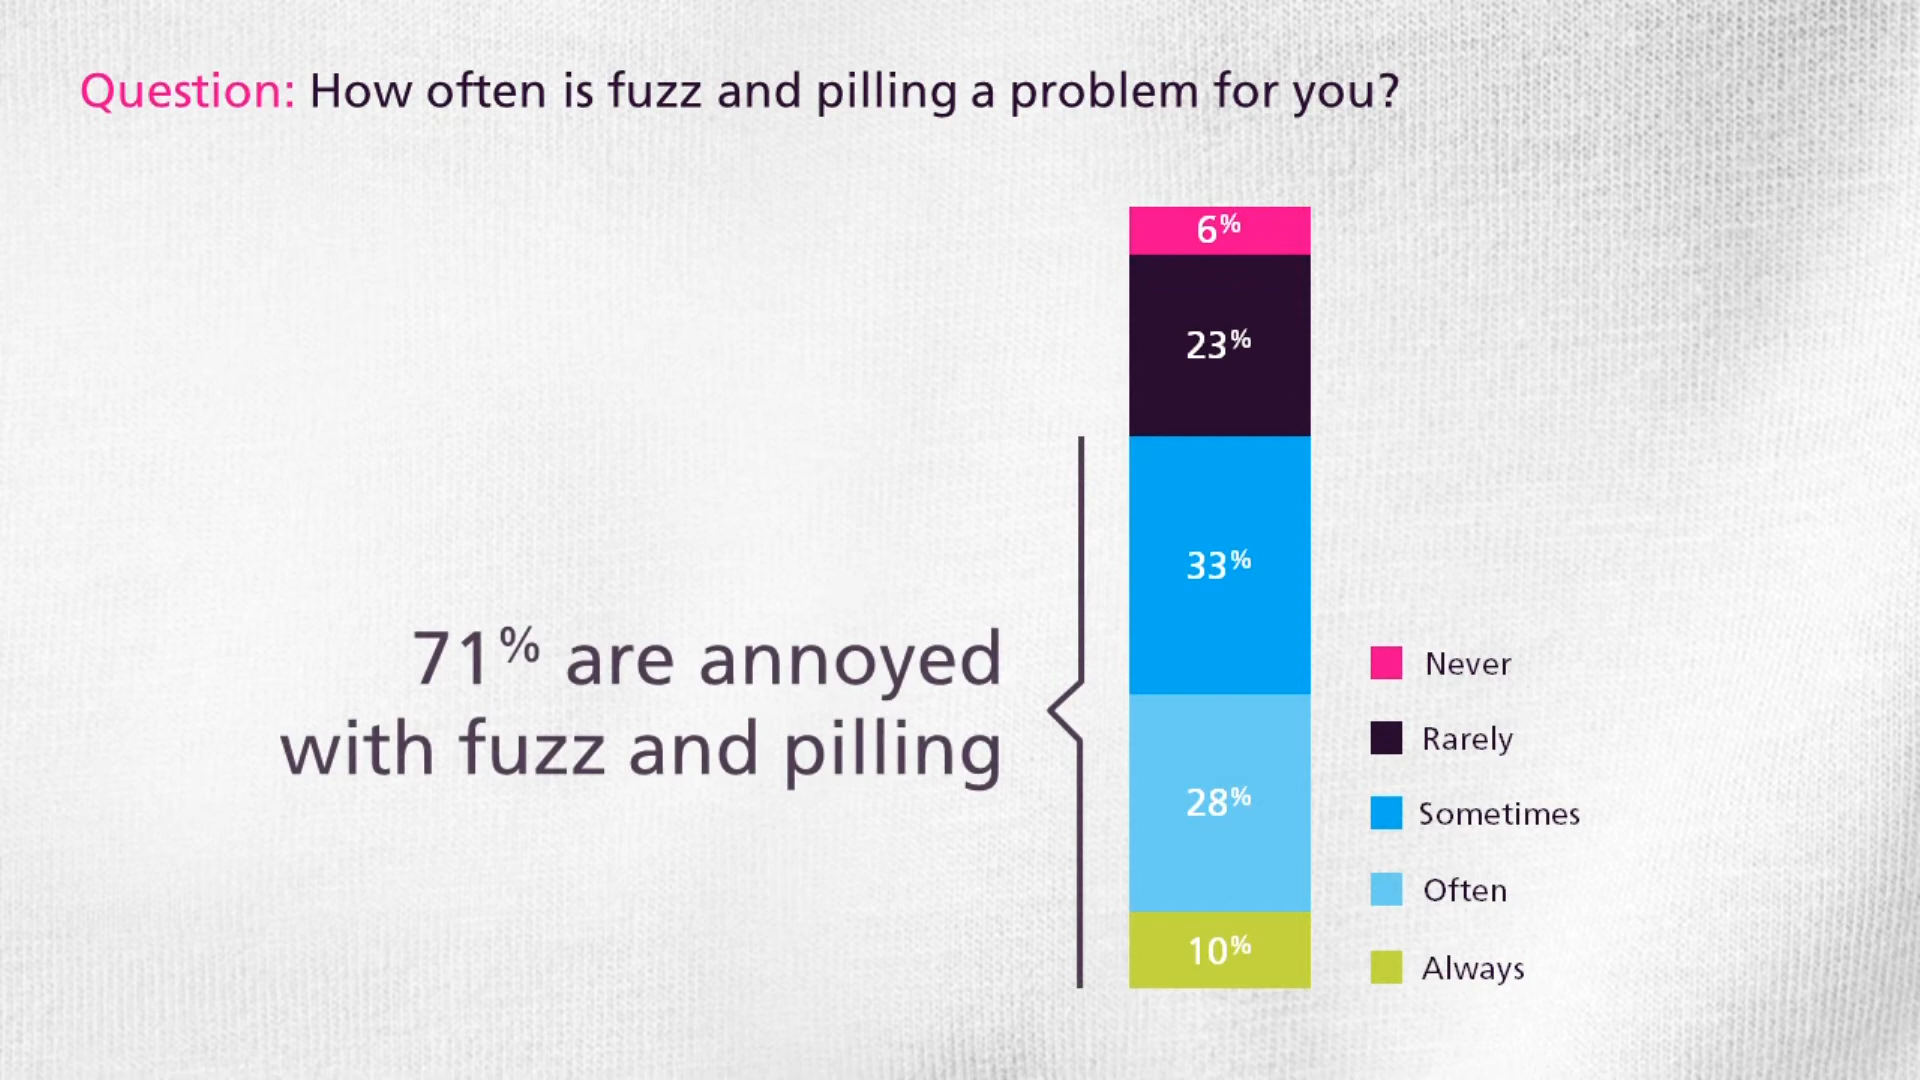 Question: How often is fuzz and pilling a problem for you?
6%
23%
33%
71% are annoyed
with fuzz and pilling
28%
10%
Never
Rarely
Sometimes
Often
Always